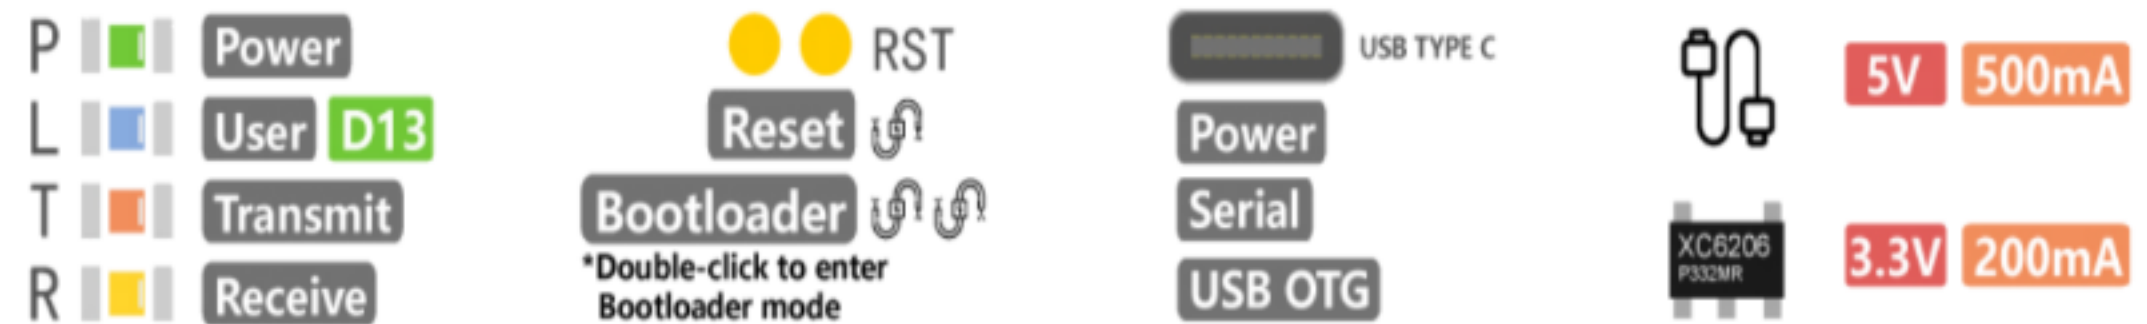 P Power
L User D13
T Transmit
R Receive
RST
Reset
Bootloader
*Double-click to enter
Bootloader mode
USB TYPE C
Power
Serial
USB OTG
5V 500mA
XC6206
P332MR
3.3V 200mA